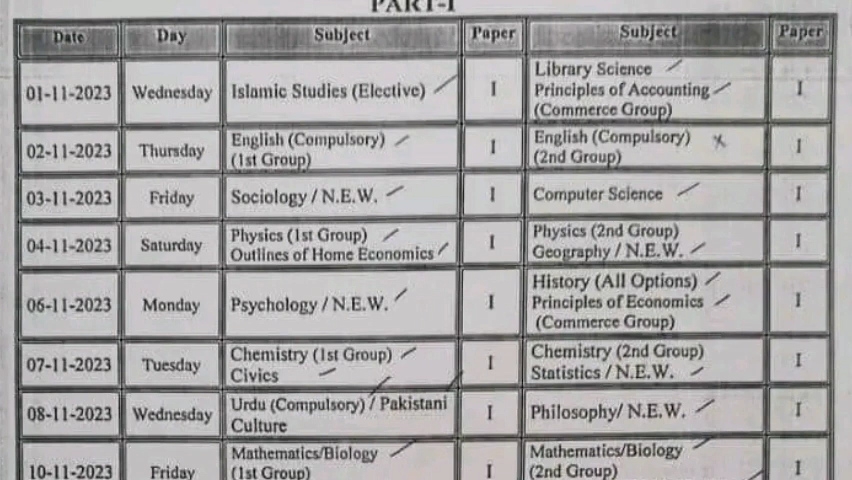 PART-I
Date Day Subject Paper Subject Paper
01-11-2023 Wednesday Islamic Studies (Elective) I Library Science
Principles of Accounting
(Commerce Group) I
02-11-2023 Thursday English (Compulsory)
(1st Group) I English (Compulsory)
(2nd Group) I
03-11-2023 Friday Sociology / N.E.W. I Computer Science I
04-11-2023 Saturday Physics (1st Group)
Outlines of Home Economics I Physics (2nd Group)
Geography / N.E.W. I
06-11-2023 Monday Psychology / N.E.W. I History (All Options)
Principles of Economics
(Commerce Group) I
07-11-2023 Tuesday Chemistry (1st Group)
Civics I Chemistry (2nd Group)
Statistics / N.E.W. I
08-11-2023 Wednesday Urdu (Compulsory) / Pakistani
Culture I Philosophy/ N.E.W. I
10-11-2023 Friday Mathematics/Biology
(1st Group) I Mathematics/Biology
(2nd Group) I